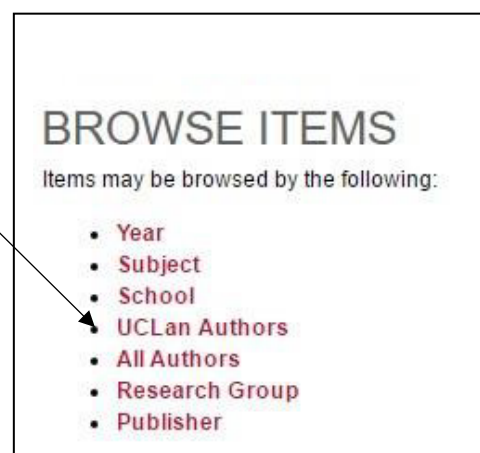 BROWSE ITEMS
Items may be browsed by the following:
• Year
• Subject
• School
• UCLan Authors
• All Authors
• Research Group
• Publisher